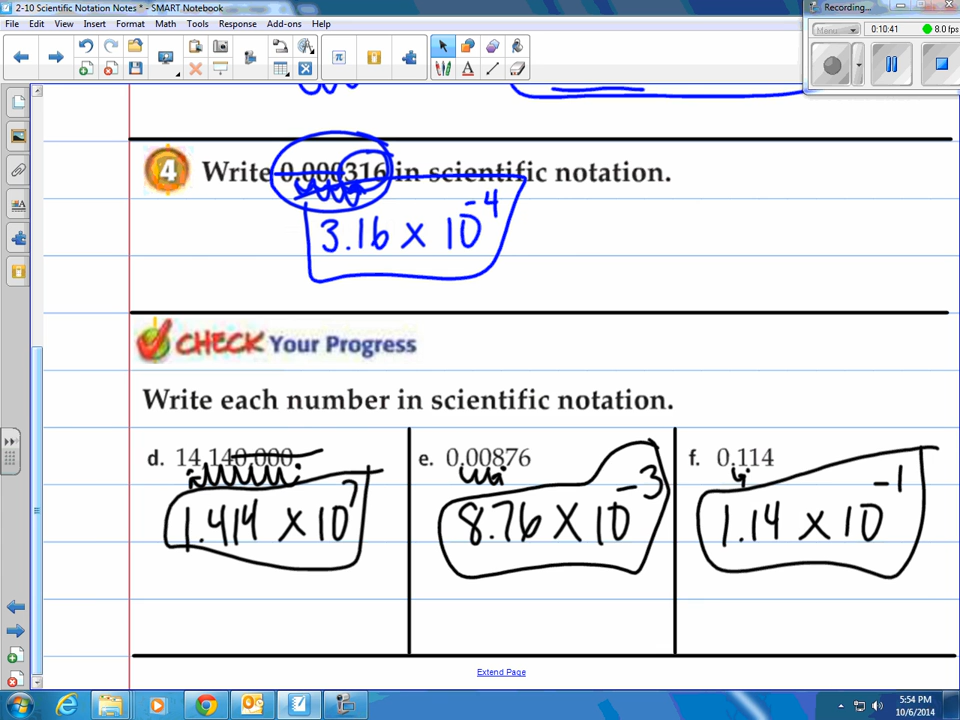 2-10 Scientific Notation Notes * - SMART Notebook
Recording...
File Edit View Insert Format Math Tools Response Add-ons Help
Menu
0:10:41
8.0 fps
4 Write 0.000316 in scientific notation.
3.16 × 10⁻⁴
CHECK Your Progress
Write each number in scientific notation.
d. 14,140,000 e. 0.00876 f. 0.114
1.414 × 10⁷ 8.76 × 10⁻³ 1.14 × 10⁻¹
Extend Page
5:54 PM
10/6/2014